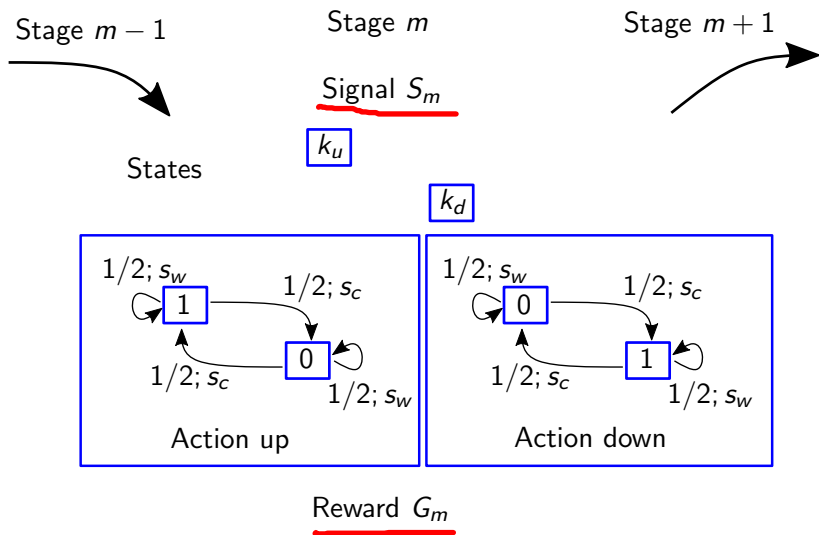 Stage m − 1
Stage m
Stage m + 1
Signal S_m
k_u
States
k_d
1/2; s_w
1
1/2; s_c
0
1/2; s_c
1/2; s_w
Action up
1/2; s_w
0
1/2; s_c
1
1/2; s_c
1/2; s_w
Action down
Reward G_m